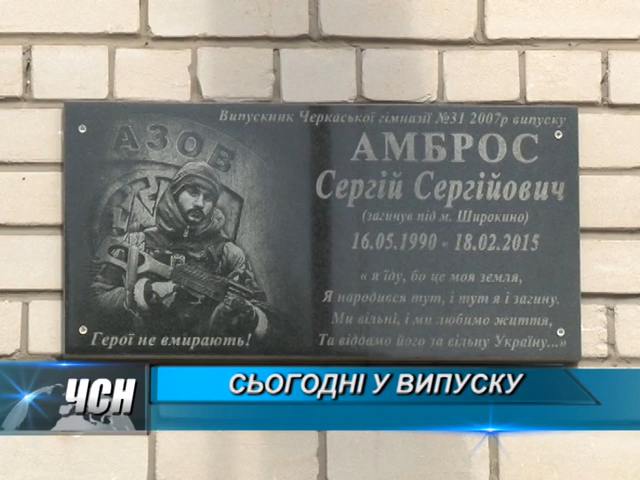 Випускник Черкаської гімназії №31 2007р випуску
АЗОВ
АМБРОС
Сергій Сергійович
(загинув під м. Широкино)
16.05.1990 - 18.02.2015
« я їду, бо це моя земля,
Я народився тут, і тут я і загину.
Ми вільні, і ми любимо життя,
Та віддамо його за вільну Україну...»
Герої не вмирають!
ЧСН
СЬОГОДНІ У ВИПУСКУ